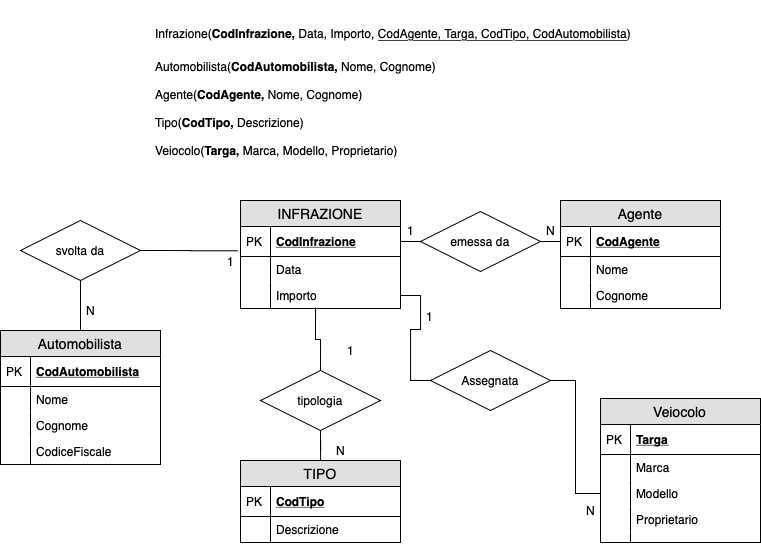 Infrazione(CodInfrazione, Data, Importo, CodAgente, Targa, CodTipo, CodAutomobilista)
Automobilista(CodAutomobilista, Nome, Cognome)
Agente(CodAgente, Nome, Cognome)
Tipo(CodTipo, Descrizione)
Veiocolo(Targa, Marca, Modello, Proprietario)
INFRAZIONE
PK CodInfrazione
Data
Importo
svolta da
1
N
Automobilista
PK CodAutomobilista
Nome
Cognome
CodiceFiscale
1
emessa da
N
Agente
PK CodAgente
Nome
Cognome
1
tipologia
N
TIPO
PK CodTipo
Descrizione
1
Assegnata
N
Veiocolo
PK Targa
Marca
Modello
Proprietario